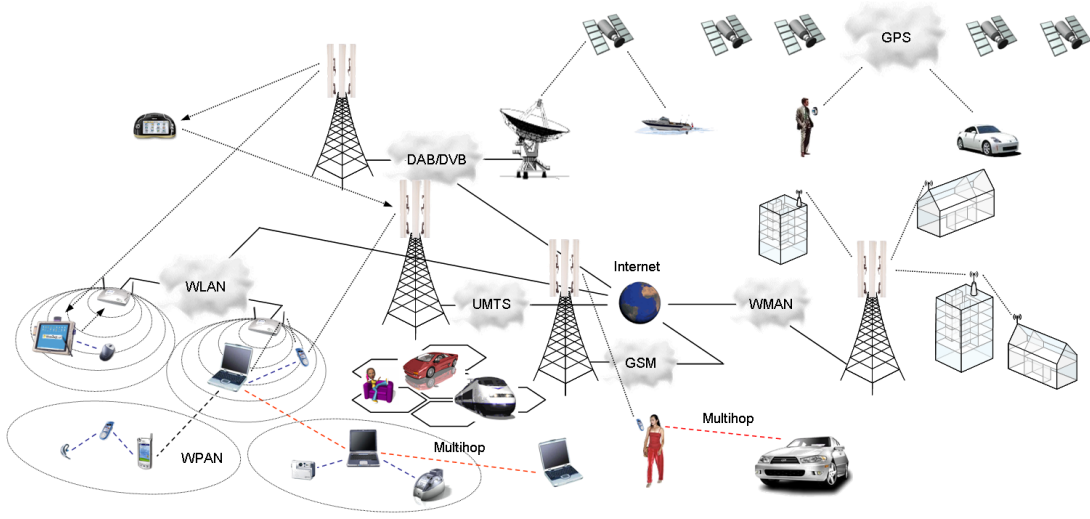 GPS
DAB/DVB
Internet
WLAN
UMTS
WMAN
GSM
Multihop
Multihop
WPAN